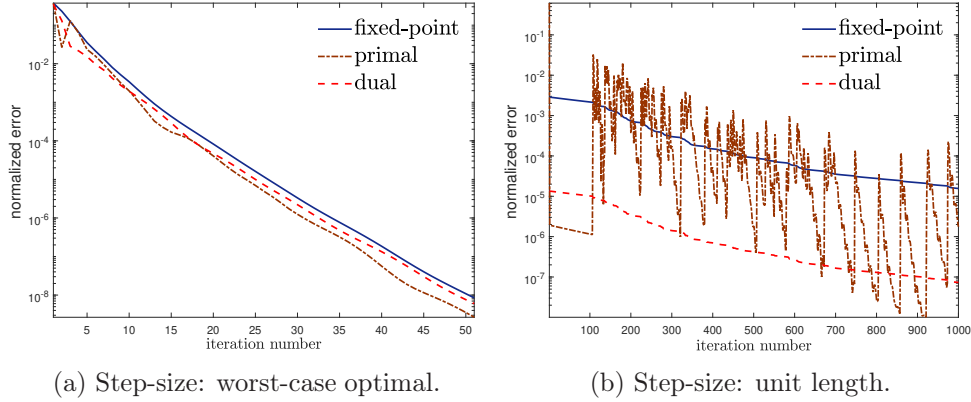 fixed-point
primal
dual
normalized error
10^-2
10^-4
10^-6
10^-8
5 10 15 20 25 30 35 40 45 50
iteration number
(a) Step-size: worst-case optimal.
fixed-point
primal
dual
normalized error
10^-1
10^-2
10^-3
10^-4
10^-5
10^-6
10^-7
100 200 300 400 500 600 700 800 900 1000
iteration number
(b) Step-size: unit length.